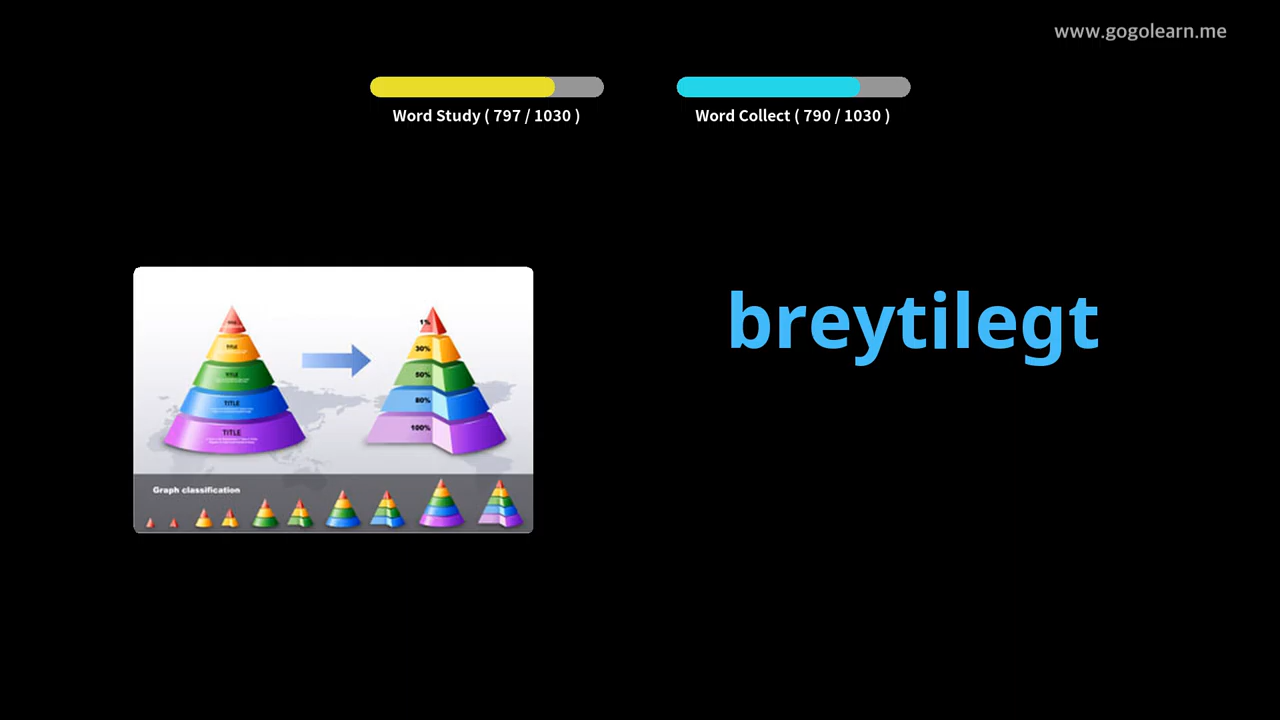 www.gogolearn.me
Word Study ( 797 / 1030 )
Word Collect ( 790 / 1030 )
breytilegt
TITLE
TITLE
TITLE
TITLE
1%
30%
50%
80%
100%
Graph classification